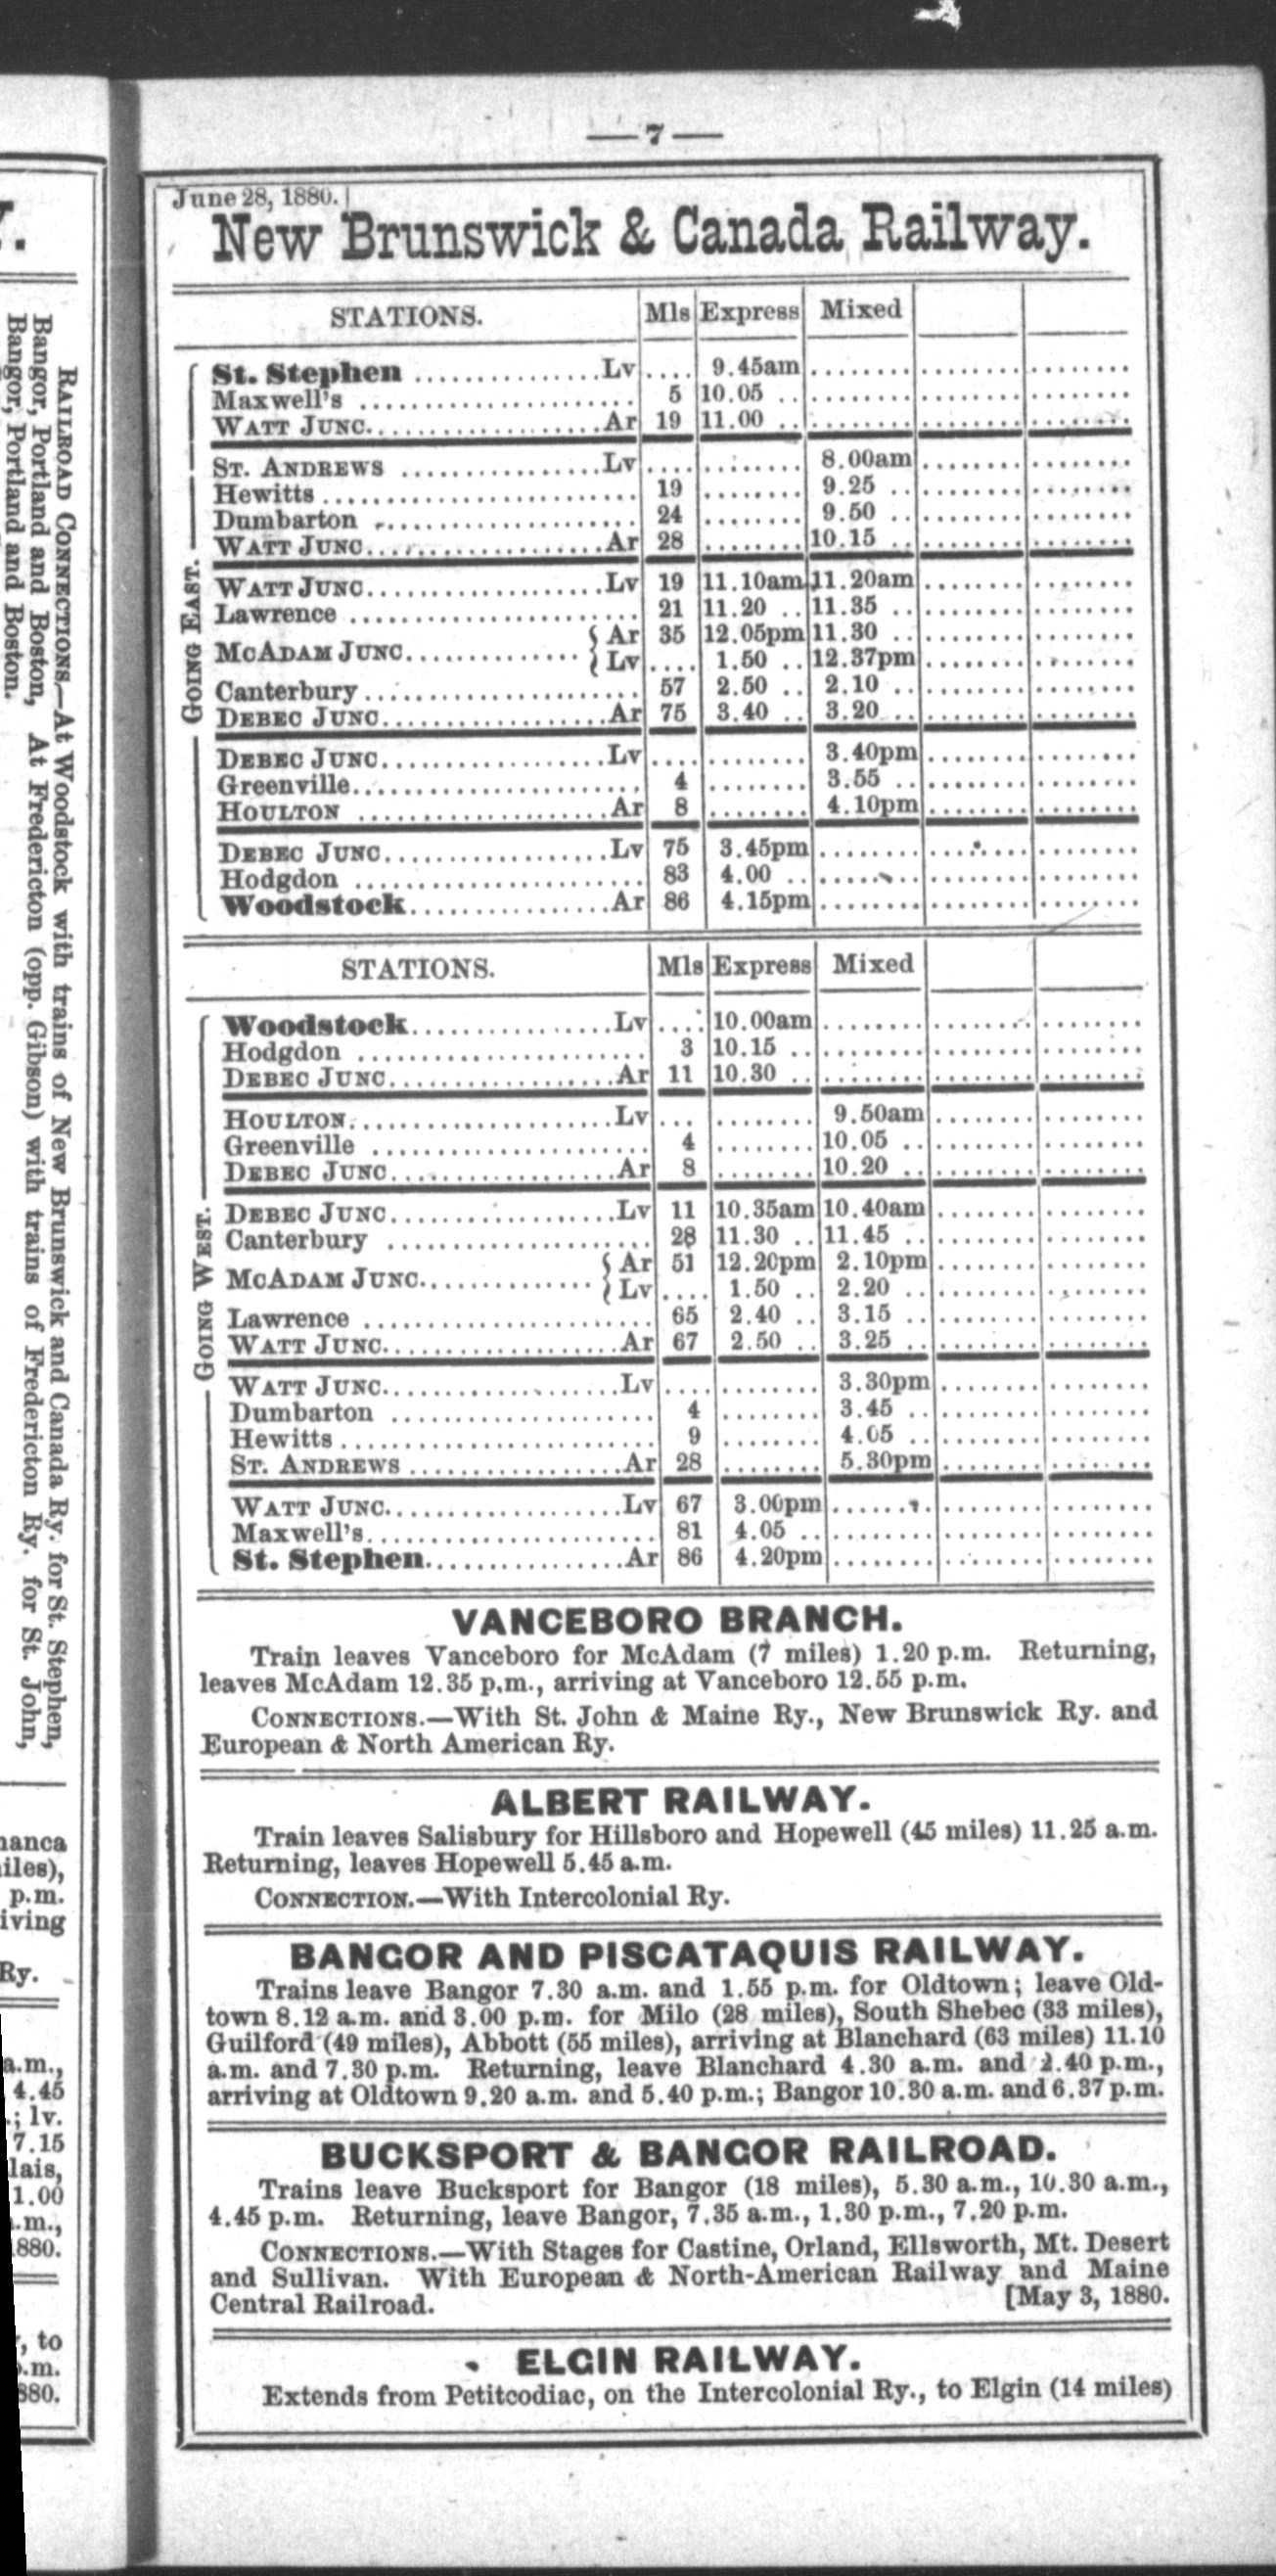 Y.
RAILROAD CONNECTIONS.—At Woodstock with trains of New Brunswick and Canada Ry. for St. Stephen,
Bangor, Portland and Boston, At Fredericton (opp. Gibson) with trains of Fredericton Ry. for St. John,
Bangor, Portland and Boston.
p.m.
Ry.
a.m.,
4.45
.; lv.
7.15
1.00
.m.,
, to
.m.
— 7 —
June 28, 1880.
New Brunswick & Canada Railway.
STATIONS. Mls Express Mixed
GOING EAST.
St. Stephen ............... Lv .... 9.45am ........
Maxwell's ..................... 5 10.05 .. ........
WATT JUNC. .................. Ar 19 11.00 .. ........
ST. ANDREWS ............... Lv .... ........ 8.00am
Hewitts ........................ 19 ........ 9.25 ..
Dumbarton ..................... 24 ........ 9.50 ..
WATT JUNC. .................. Ar 28 ........ 10.15 ..
WATT JUNC. .................. Lv 19 11.10am 11.20am
Lawrence ...................... 21 11.20 .. 11.35 ..
MCADAM JUNC. ............. { Ar 35 12.05pm 11.30 ..
{ Lv .... 1.50 .. 12.37pm
Canterbury ..................... 57 2.50 .. 2.10 ..
DEBEC JUNC. ................. Ar 75 3.40 .. 3.20 ..
DEBEC JUNC. ................. Lv .... ........ 3.40pm
Greenville ...................... 4 ........ 3.55 ..
HOULTON .................... Ar 8 ........ 4.10pm
DEBEC JUNC. ................. Lv 75 3.45pm ........
Hodgdon ....................... 83 4.00 .. ........
Woodstock ................. Ar 86 4.15pm ........
STATIONS. Mls Express Mixed
GOING WEST.
Woodstock ................. Lv .... 10.00am ........
Hodgdon ....................... 3 10.15 .. ........
DEBEC JUNC. ................. Ar 11 10.30 .. ........
HOULTON .................... Lv ... ........ 9.50am
Greenville ...................... 4 ........ 10.05 ..
DEBEC JUNC. ................. Ar 8 ........ 10.20 ..
DEBEC JUNC. ................. Lv 11 10.35am 10.40am
Canterbury ..................... 28 11.30 .. 11.45 ..
MCADAM JUNC. ............. { Ar 51 12.20pm 2.10pm
{ Lv .... 1.50 .. 2.20 ..
Lawrence ...................... 65 2.40 .. 3.15 ..
WATT JUNC. .................. Ar 67 2.50 .. 3.25 ..
WATT JUNC. .................. Lv .... ........ 3.30pm
Dumbarton ..................... 4 ........ 3.45 ..
Hewitts ........................ 9 ........ 4.05 ..
ST. ANDREWS ............... Ar 28 ........ 5.30pm
WATT JUNC. .................. Lv 67 3.00pm ........
Maxwell's ..................... 81 4.05 .. ........
St. Stephen ............... Ar 86 4.20pm ........
VANCEBORO BRANCH.
Train leaves Vanceboro for McAdam (7 miles) 1.20 p.m. Returning,
leaves McAdam 12.35 p.m., arriving at Vanceboro 12.55 p.m.
CONNECTIONS.—With St. John & Maine Ry., New Brunswick Ry. and
European & North American Ry.
ALBERT RAILWAY.
Train leaves Salisbury for Hillsboro and Hopewell (45 miles) 11.25 a.m.
Returning, leaves Hopewell 5.45 a.m.
CONNECTION.—With Intercolonial Ry.
BANGOR AND PISCATAQUIS RAILWAY.
Trains leave Bangor 7.30 a.m. and 1.55 p.m. for Oldtown; leave Old-
town 8.12 a.m. and 3.00 p.m. for Milo (28 miles), South Shebec (33 miles),
Guilford (49 miles), Abbott (55 miles), arriving at Blanchard (63 miles) 11.10
a.m. and 7.30 p.m. Returning, leave Blanchard 4.30 a.m. and 2.40 p.m.,
arriving at Oldtown 9.20 a.m. and 5.40 p.m.; Bangor 10.30 a.m. and 6.37 p.m.
BUCKSPORT & BANGOR RAILROAD.
Trains leave Bucksport for Bangor (18 miles), 5.30 a.m., 10.30 a.m.,
4.45 p.m. Returning, leave Bangor, 7.35 a.m., 1.30 p.m., 7.20 p.m.
CONNECTIONS.—With Stages for Castine, Orland, Ellsworth, Mt. Desert
and Sullivan. With European & North-American Railway and Maine
Central Railroad. [May 3, 1880.
ELGIN RAILWAY.
Extends from Petitcodiac, on the Intercolonial Ry., to Elgin (14 miles)